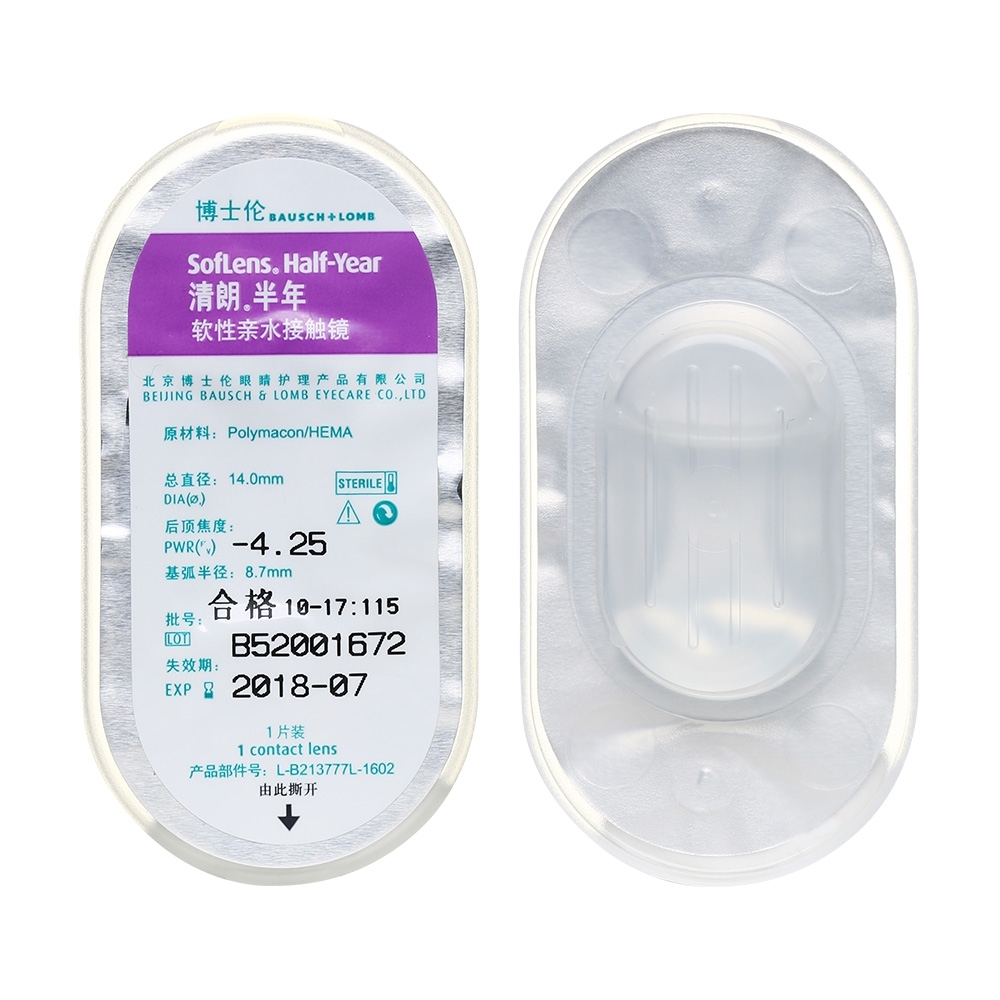 博士伦 BAUSCH+LOMB
SofLens® Half-Year
清朗®半年
软性亲水接触镜
北京博士伦眼睛护理产品有限公司
BEIJING BAUSCH & LOMB EYECARE CO.,LTD
原材料: Polymacon/HEMA
总直径: 14.0mm
DIA(ø,)
STERILE
后顶焦度:
PWR(F'v) -4.25
基弧半径: 8.7mm
批号: 合格 10-17:115
LOT B52001672
失效期:
EXP 2018-07
1片装
1 contact lens
产品部件号: L-B213777L-1602
由此撕开